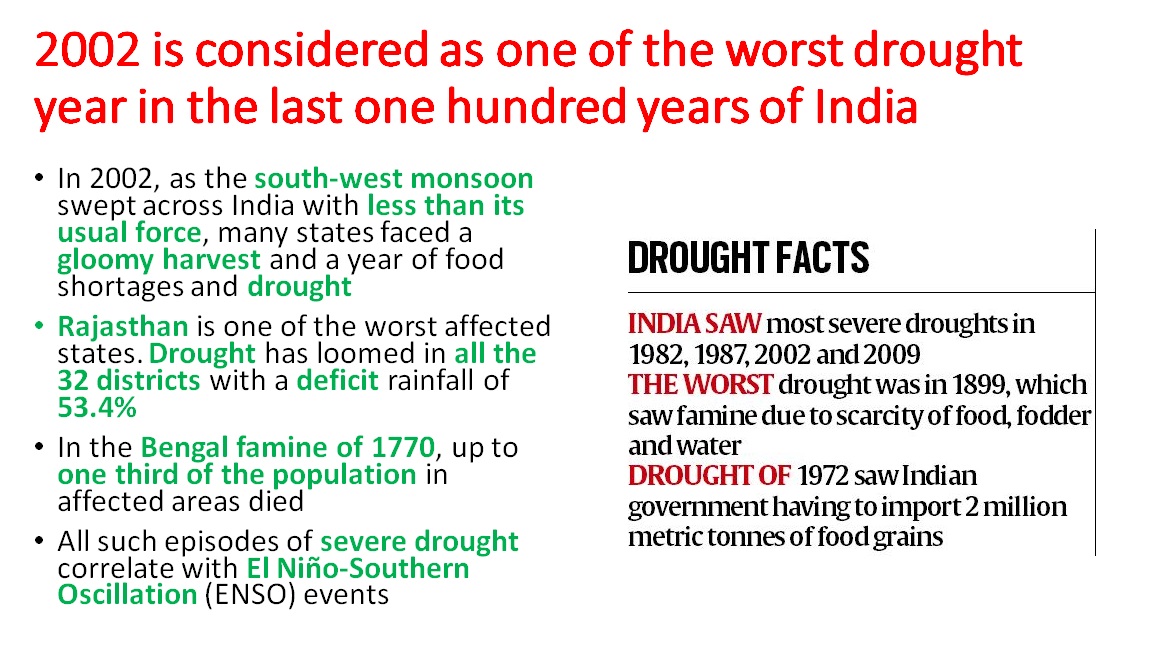 2002 is considered as one of the worst drought
year in the last one hundred years of India
• In 2002, as the south-west monsoon
swept across India with less than its
usual force, many states faced a
gloomy harvest and a year of food
shortages and drought
• Rajasthan is one of the worst affected
states. Drought has loomed in all the
32 districts with a deficit rainfall of
53.4%
• In the Bengal famine of 1770, up to
one third of the population in
affected areas died
• All such episodes of severe drought
correlate with El Niño-Southern
Oscillation (ENSO) events
DROUGHT FACTS
INDIA SAW most severe droughts in
1982, 1987, 2002 and 2009
THE WORST drought was in 1899, which
saw famine due to scarcity of food, fodder
and water
DROUGHT OF 1972 saw Indian
government having to import 2 million
metric tonnes of food grains